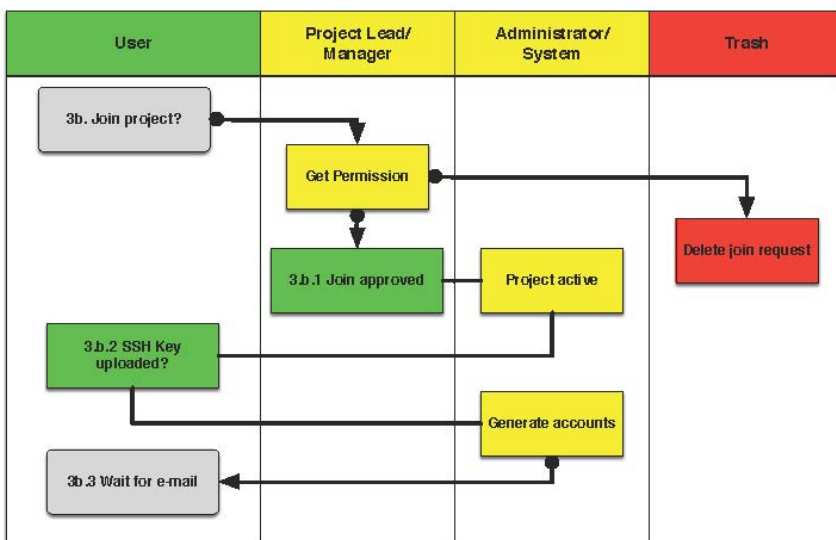 User
Project Lead/
Manager
Administrator/
System
Trash
3b. Join project?
Get Permission
Delete join request
3.b.1 Join approved
Project active
3.b.2 SSH Key
uploaded?
Generate accounts
3b.3 Wait for e-mail